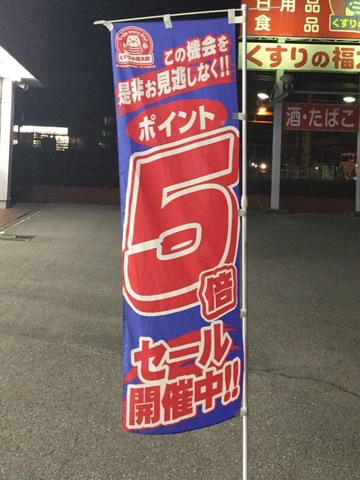 くすりの福太郎
この機会を
是非お見逃しなく!!
ポイント
5倍
セール
開催中!!
日用品
食品
くすりの福太
酒・たばこ